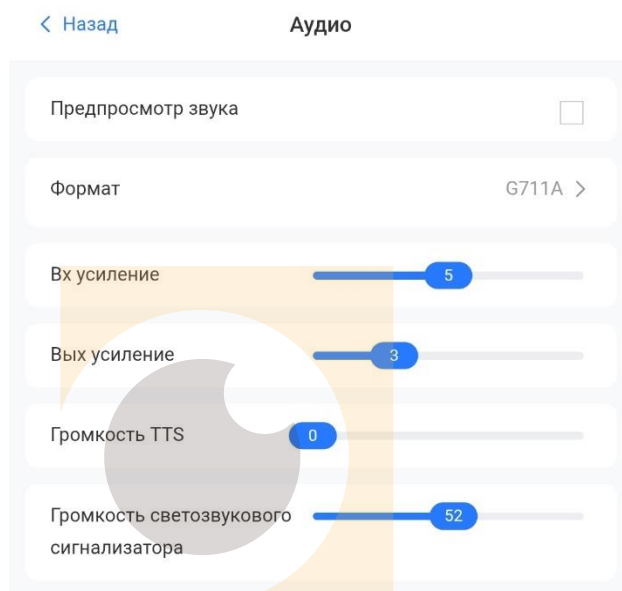 Назад
Аудио
Предпросмотр звука
Формат
G711A
Вх усиление
5
Вых усиление
3
Громкость TTS
0
Громкость светозвукового
52
сигнализатора